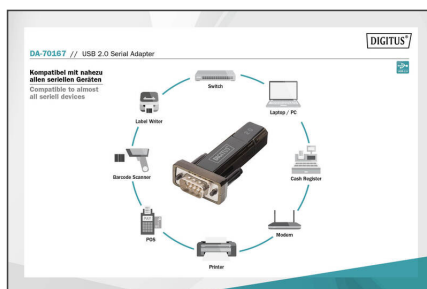 DIGITUS®
DA-70167 // USB 2.0 Serial Adapter
Kompatibel mit nahezu
allen seriellen Geräten
Compatible to almost
all seriell devices
Switch
Label Writer
Laptop / PC
DIGITUS
Barcode Scanner
Cash Register
POS
Modem
Printer